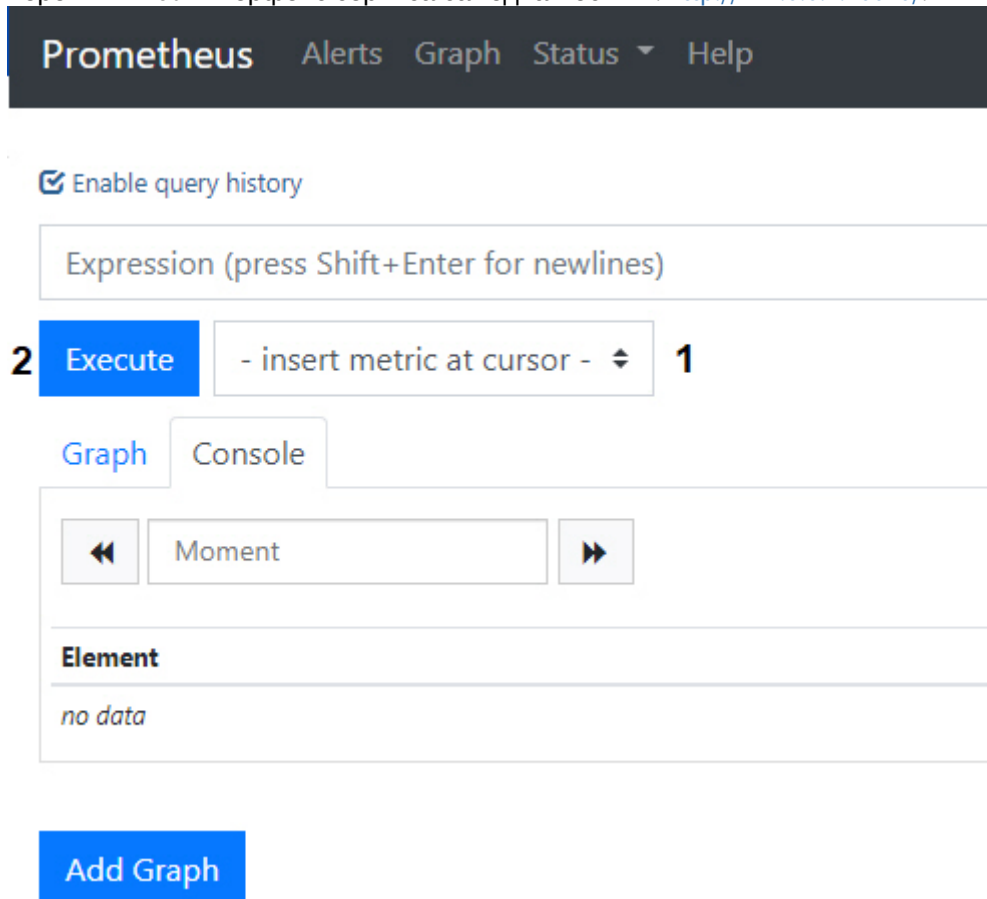 Prometheus Alerts Graph Status Help
Enable query history
Expression (press Shift+Enter for newlines)
2 Execute - insert metric at cursor - 1
Graph Console
Moment
Element
no data
Add Graph